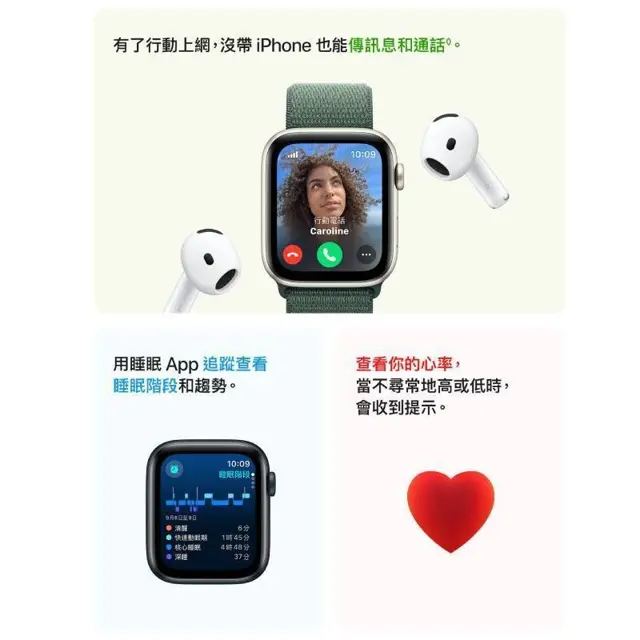 有了行動上網，沒帶 iPhone 也能傳訊息和通話◊。
10:09
行動電話
Caroline
用睡眠 App 追蹤查看
睡眠階段和趨勢。
查看你的心率，
當不尋常地高或低時，
會收到提示。
10:09
睡眠階段
清醒 6分
快速動眼期 1時45分
核心睡眠 4時48分
深睡 37分